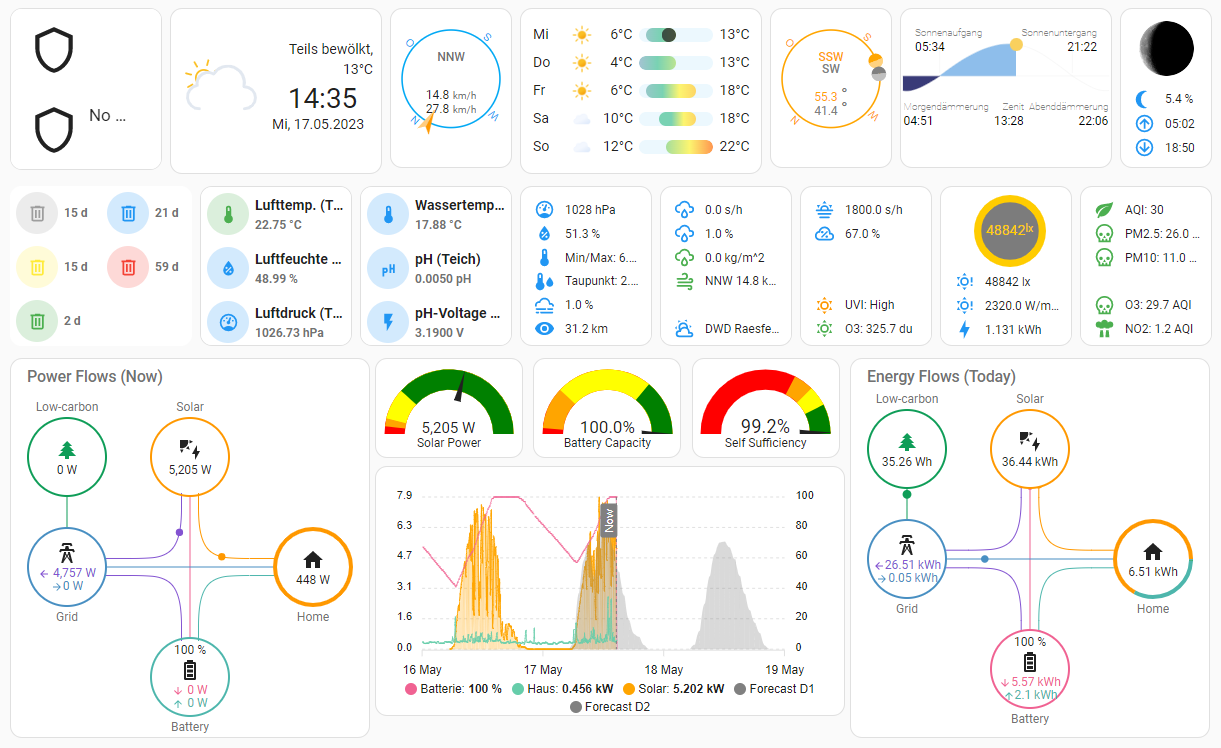 No ...
Teils bewölkt,
13°C
14:35
Mi, 17.05.2023
O
S
NNW
14.8 km/h
27.8 km/h
N
W
Mi 6°C 13°C
Do 4°C 13°C
Fr 6°C 18°C
Sa 10°C 18°C
So 12°C 22°C
O
S
SSW
SW
55.3 °
41.4 °
N
W
Sonnenaufgang Sonnenuntergang
05:34 21:22
Morgendämmerung Zenit Abenddämmerung
04:51 13:28 22:06
5.4 %
05:02
18:50
15 d 21 d
15 d 59 d
2 d
Lufttemp. (T...
22.75 °C
Luftfeuchte ...
48.99 %
Luftdruck (T...
1026.73 hPa
Wassertemp...
17.88 °C
pH
pH (Teich)
0.0050 pH
pH-Voltage ...
3.1900 V
1028 hPa
51.3 %
Min/Max: 6....
Taupunkt: 2....
1.0 %
31.2 km
0.0 s/h
1.0 %
0.0 kg/m^2
NNW 14.8 k...
DWD Raesfe...
1800.0 s/h
67.0 %
UVI: High
O3: 325.7 du
48842lx
48842 lx
2320.0 W/m...
1.131 kWh
AQI: 30
PM2.5: 26.0 ...
PM10: 11.0 ...
O3: 29.7 AQI
NO2: 1.2 AQI
Power Flows (Now)
Low-carbon Solar
0 W 5,205 W
← 4,757 W
→0 W
Grid
448 W
Home
100 %
↓ 0 W
↑ 0 W
Battery
5,205 W
Solar Power
100.0%
Battery Capacity
99.2%
Self Sufficiency
7.9 100
6.3 80
4.7 60
3.1 40
1.6 20
0.0 0
Now
16 May 17 May 18 May 19 May
Batterie: 100 % Haus: 0.456 kW Solar: 5.202 kW Forecast D1
Forecast D2
Energy Flows (Today)
Low-carbon Solar
35.26 Wh 36.44 kWh
←26.51 kWh
→0.05 kWh
Grid
6.51 kWh
Home
100 %
↓5.57 kWh
↑2.1 kWh
Battery